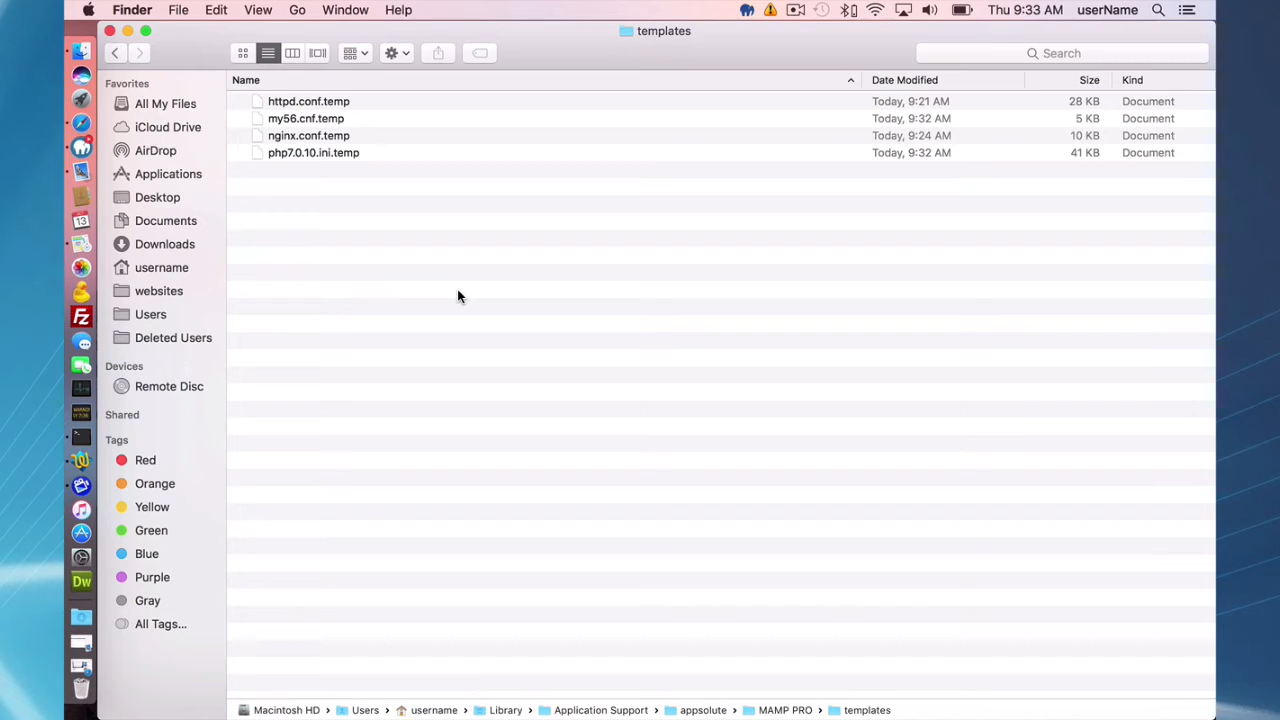 Finder File Edit View Go Window Help Thu 9:33 AM userName
templates
Search
Name Date Modified Size Kind
httpd.conf.temp Today, 9:21 AM 28 KB Document
my56.cnf.temp Today, 9:32 AM 5 KB Document
nginx.conf.temp Today, 9:24 AM 10 KB Document
php7.0.10.ini.temp Today, 9:32 AM 41 KB Document
Favorites
All My Files
iCloud Drive
AirDrop
Applications
Desktop
Documents
Downloads
username
websites
Users
Deleted Users
Devices
Remote Disc
Shared
Tags
Red
Orange
Yellow
Green
Blue
Purple
Gray
All Tags...
13
Fz
Dw
Macintosh HD › Users › username › Library › Application Support › appsolute › MAMP PRO › templates